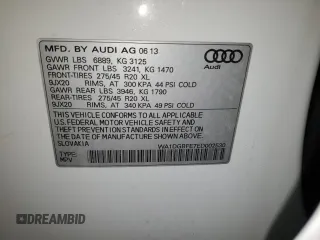 MFD. BY AUDI AG 06.13
GVWR LBS 6889, KG 3125
GAWR FRONT LBS 3241, KG 1470
FRONT-TIRES 275/45 R20 XL
9JX20 RIMS, AT 300 KPA 44 PSI COLD
GAWR REAR LBS 3946, KG 1790
REAR-TIRES 275/45 R20 XL
9JX20 RIMS, AT 340 KPA 49 PSI COLD
Audi
THIS VEHICLE CONFORMS TO ALL APPLICABLE
U.S. FEDERAL MOTOR VEHICLE SAFETY AND
THEFT PREVENTION STANDARDS IN EFFECT ON
THE DATE OF MANUFACTURE SHOWN ABOVE.
SLOVAKIA
TYPE:
MPV
DREAMBID